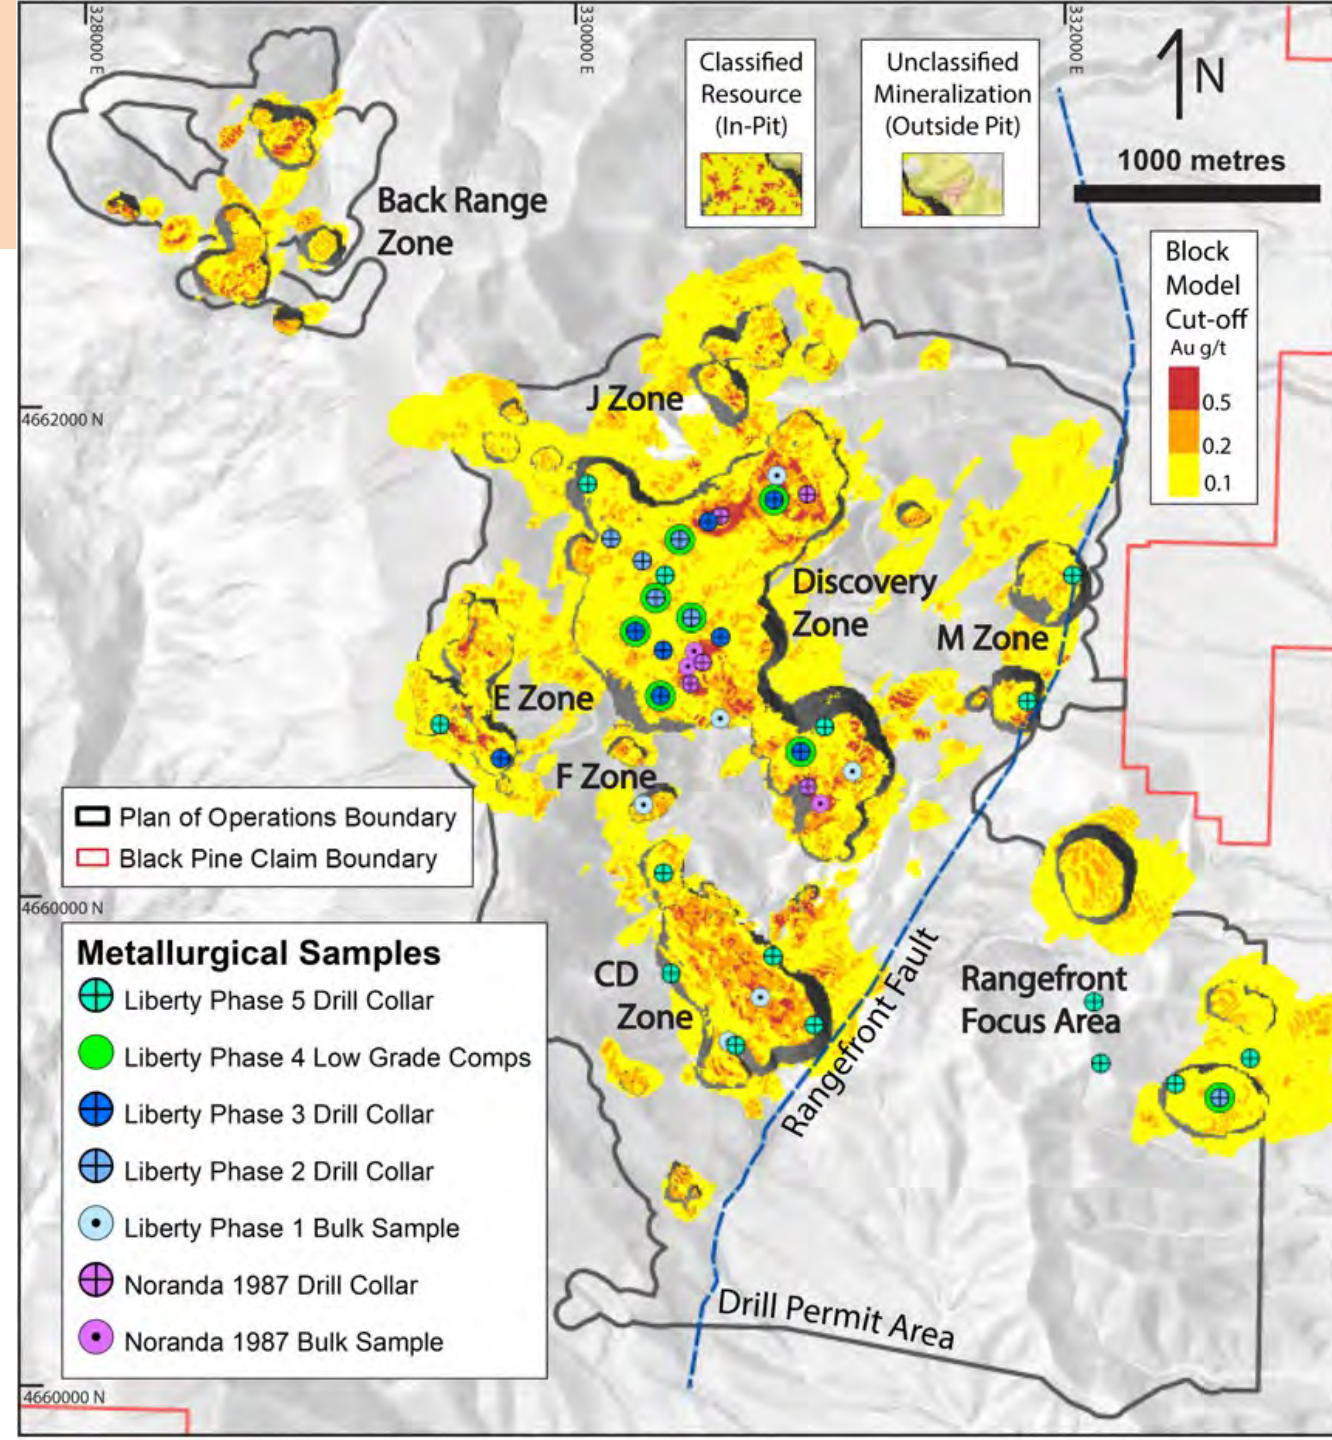 328000 E
330000 E
332000 E
Classified
Resource
(In-Pit)
Unclassified
Mineralization
(Outside Pit)
N
1000 metres
Block
Model
Cut-off
Au g/t
0.5
0.2
0.1
Back Range
Zone
J Zone
4662000 N
Discovery
Zone
M Zone
E Zone
F Zone
Plan of Operations Boundary
Black Pine Claim Boundary
4660000 N
CD
Zone
Rangefront Fault
Rangefront
Focus Area
Metallurgical Samples
Liberty Phase 5 Drill Collar
Liberty Phase 4 Low Grade Comps
Liberty Phase 3 Drill Collar
Liberty Phase 2 Drill Collar
Liberty Phase 1 Bulk Sample
Noranda 1987 Drill Collar
Noranda 1987 Bulk Sample
Drill Permit Area
4660000 N